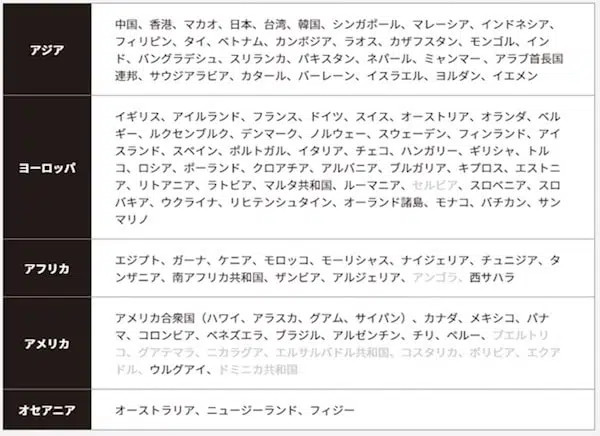 アジア
中国、香港、マカオ、日本、台湾、韓国、シンガポール、マレーシア、インドネシア、
フィリピン、タイ、ベトナム、カンボジア、ラオス、カザフスタン、モンゴル、イン
ド、バングラデシュ、スリランカ、パキスタン、ネパール、ミャンマー、アラブ首長国
連邦、サウジアラビア、カタール、バーレーン、イスラエル、ヨルダン、イエメン
ヨーロッパ
イギリス、アイルランド、フランス、ドイツ、スイス、オーストリア、オランダ、ベル
ギー、ルクセンブルク、デンマーク、ノルウェー、スウェーデン、フィンランド、アイ
スランド、スペイン、ポルトガル、イタリア、チェコ、ハンガリー、ギリシャ、トル
コ、ロシア、ポーランド、クロアチア、アルバニア、ブルガリア、キプロス、エストニ
ア、リトアニア、ラトビア、マルタ共和国、ルーマニア、セルビア、スロベニア、スロ
バキア、ウクライナ、リヒテンシュタイン、オーランド諸島、モナコ、バチカン、サン
マリノ
アフリカ
エジプト、ガーナ、ケニア、モロッコ、モーリシャス、ナイジェリア、チュニジア、タ
ンザニア、南アフリカ共和国、ザンビア、アルジェリア、アンゴラ、西サハラ
アメリカ
アメリカ合衆国（ハワイ、アラスカ、グアム、サイパン）、カナダ、メキシコ、パナ
マ、コロンビア、ベネズエラ、ブラジル、アルゼンチン、チリ、ペルー、プエルトリ
コ、グアテマラ、ニカラグア、エルサルバドル共和国、コスタリカ、ボリビア、エクア
ドル、ウルグアイ、ドミニカ共和国
オセアニア
オーストラリア、ニュージーランド、フィジー